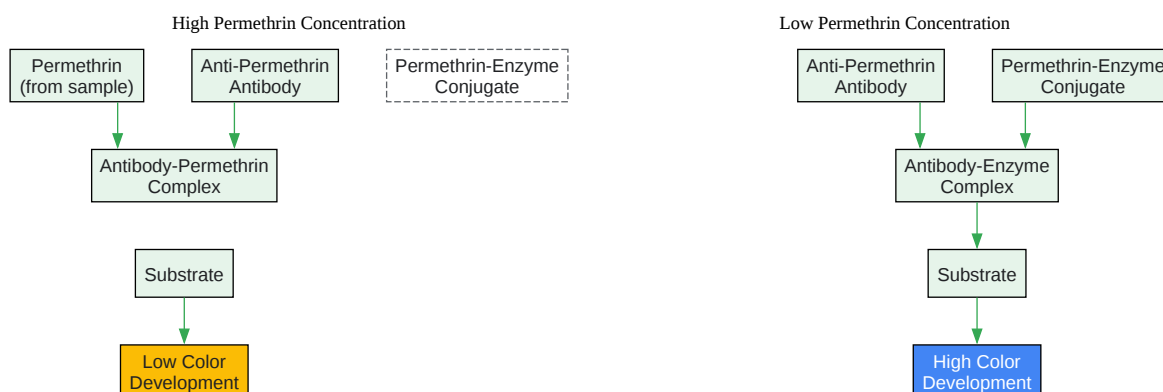 High Permethrin Concentration
Permethrin
(from sample)
Anti-Permethrin
Antibody
Permethrin-Enzyme
Conjugate
Antibody-Permethrin
Complex
Substrate
Low Color
Development
Low Permethrin Concentration
Anti-Permethrin
Antibody
Permethrin-Enzyme
Conjugate
Antibody-Enzyme
Complex
Substrate
High Color
Development